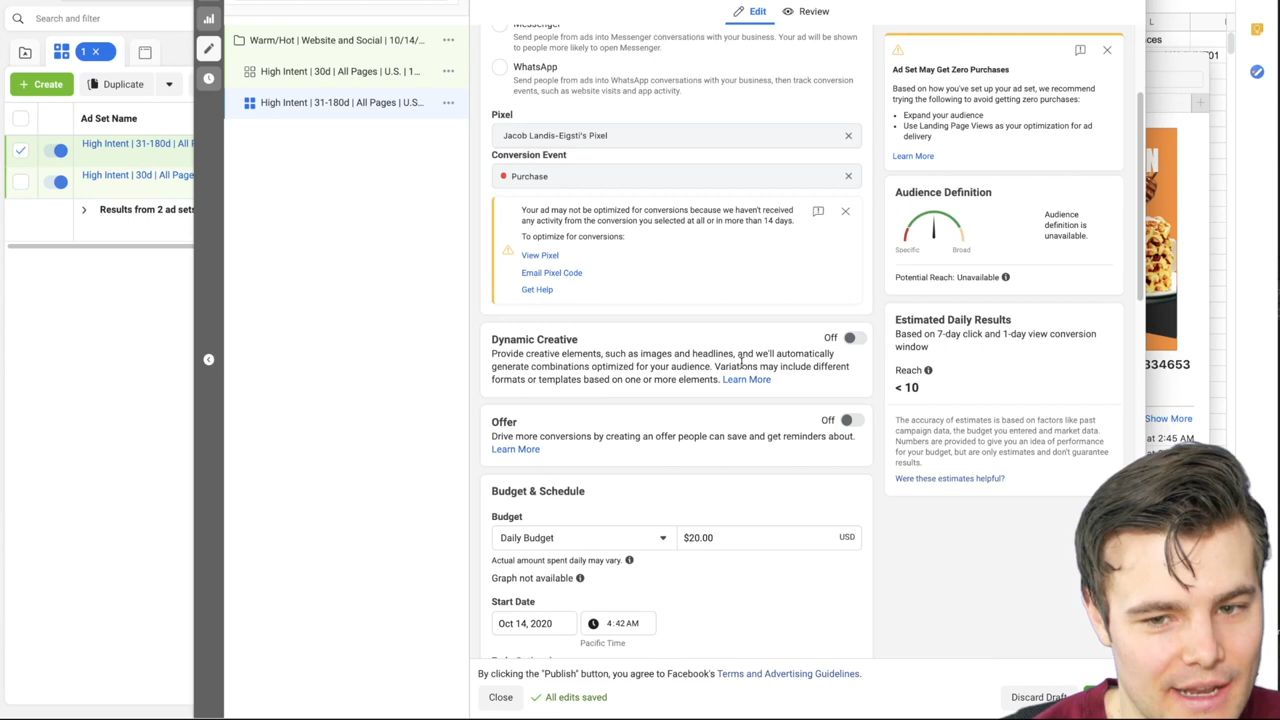 Edit
Review
L
Search and filter
1 ×
Create
Duplicate
Ad Set Name
High Intent | 31-180d | All P
High Intent | 30d | All Page
Results from 2 ad sets
Warm/Hot | Website and Social | 10/14/...
High Intent | 30d | All Pages | U.S. | 1...
High Intent | 31-180d | All Pages | U.S...
Messenger
Send people from ads into Messenger conversations with your business. Your ad will be shown
to people more likely to open Messenger.
WhatsApp
Send people from ads into WhatsApp conversations with your business, then track conversion
events, such as website visits and app activity.
Pixel
Jacob Landis-Eigsti's Pixel
Conversion Event
Purchase
Your ad may not be optimized for conversions because we haven't received
any activity from the conversion you selected at all or in more than 14 days.
To optimize for conversions:
View Pixel
Email Pixel Code
Get Help
Dynamic Creative
Off
Provide creative elements, such as images and headlines, and we'll automatically
generate combinations optimized for your audience. Variations may include different
formats or templates based on one or more elements. Learn More
Offer
Off
Drive more conversions by creating an offer people can save and get reminders about.
Learn More
Budget & Schedule
Budget
Daily Budget
$20.00
USD
Actual amount spent daily may vary.
Graph not available
Start Date
Oct 14, 2020
4:42AM
Pacific Time
By clicking the "Publish" button, you agree to Facebook's Terms and Advertising Guidelines.
Close
All edits saved
Discard Draft
Ad Set May Get Zero Purchases
Based on how you've set up your ad set, we recommend
trying the following to avoid getting zero purchases:
• Expand your audience
• Use Landing Page Views as your optimization for ad
delivery
Learn More
Audience Definition
Audience
definition is
unavailable.
Specific
Broad
Potential Reach: Unavailable
Estimated Daily Results
Based on 7-day click and 1-day view conversion
window
Reach
< 10
The accuracy of estimates is based on factors like past
campaign data, the budget you entered and market data.
Numbers are provided to give you an idea of performance
for your budget, but are only estimates and don't guarantee
results.
Were these estimates helpful?
ces
01
N
334653
Show More
at 2:45 AM